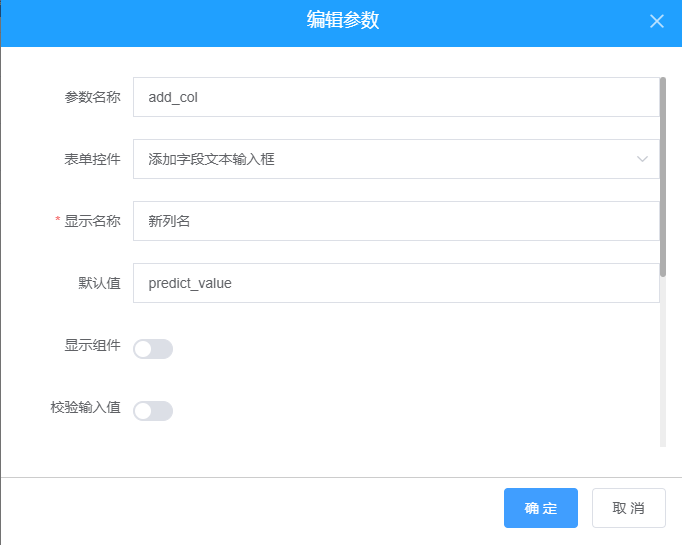 编辑参数
参数名称 add_col
表单控件 添加字段文本输入框
* 显示名称 新列名
默认值 predict_value
显示组件
校验输入值
确 定 取 消